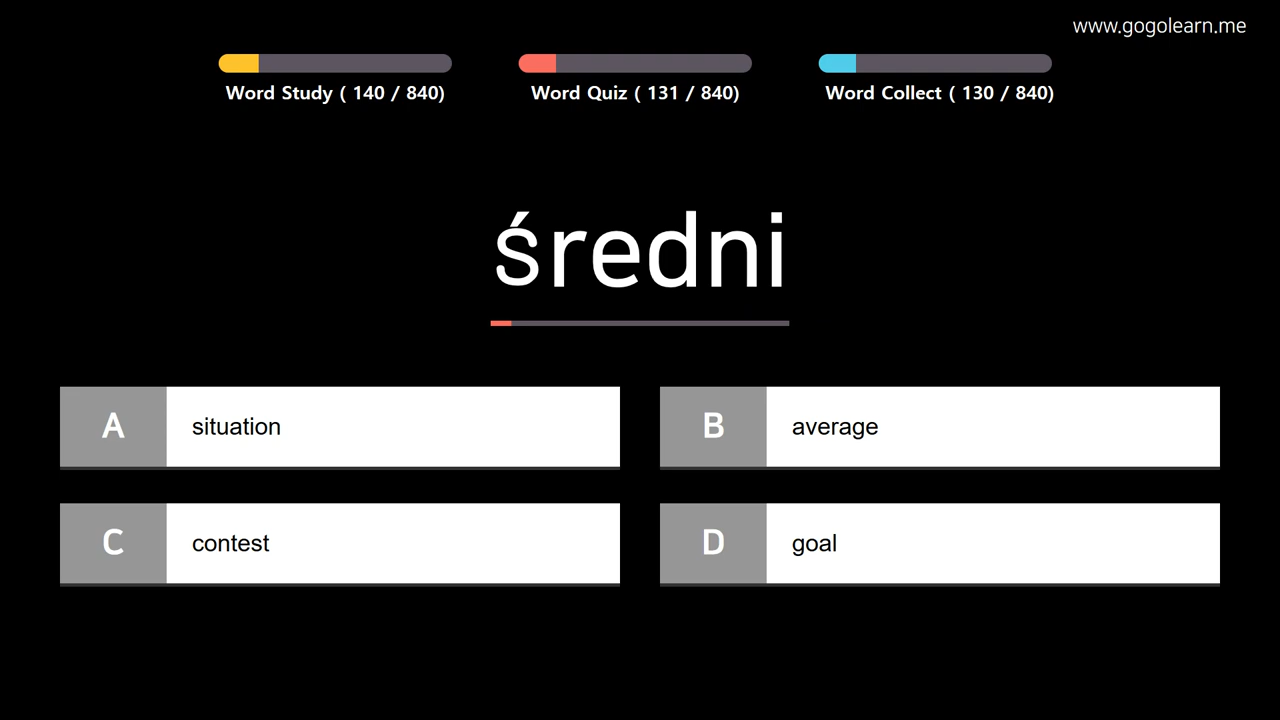 www.gogolearn.me
Word Study ( 140 / 840)
Word Quiz ( 131 / 840)
Word Collect ( 130 / 840)
średni
A situation
B average
C contest
D goal